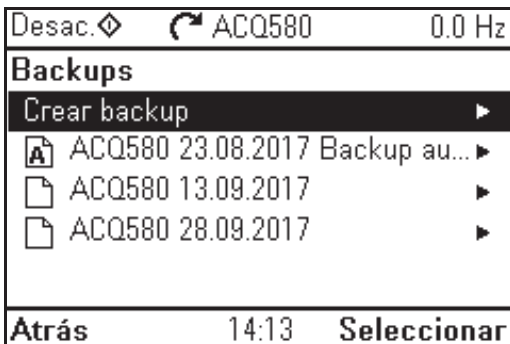 Desac. ACQ580 0.0 Hz
Backups
Crear backup
ACQ580 23.08.2017 Backup au...
ACQ580 13.09.2017
ACQ580 28.09.2017
Atrás 14:13 Seleccionar